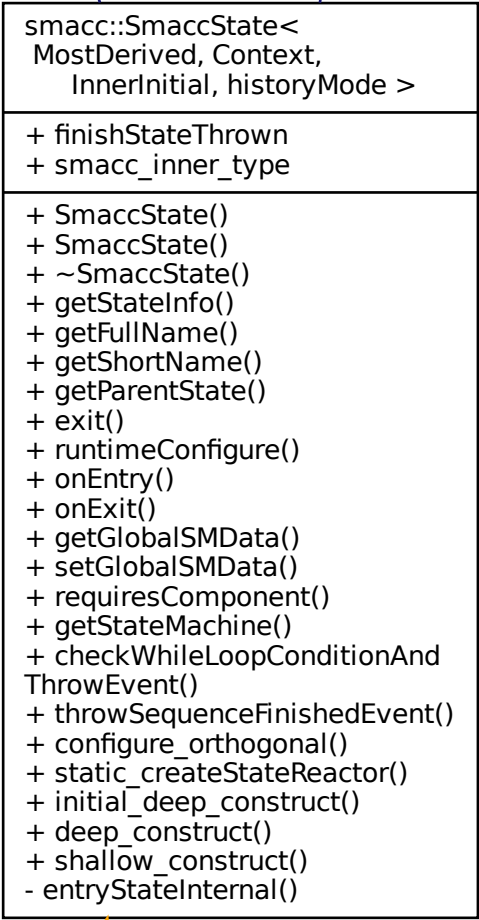 smacc::SmaccState<
MostDerived, Context,
InnerInitial, historyMode >
+ finishStateThrown
+ smacc_inner_type
+ SmaccState()
+ SmaccState()
+ ~SmaccState()
+ getStateInfo()
+ getFullName()
+ getShortName()
+ getParentState()
+ exit()
+ runtimeConfigure()
+ onEntry()
+ onExit()
+ getGlobalSMData()
+ setGlobalSMData()
+ requiresComponent()
+ getStateMachine()
+ checkWhileLoopConditionAnd
ThrowEvent()
+ throwSequenceFinishedEvent()
+ configure_orthogonal()
+ static_createStateReactor()
+ initial_deep_construct()
+ deep_construct()
+ shallow_construct()
- entryStateInternal()